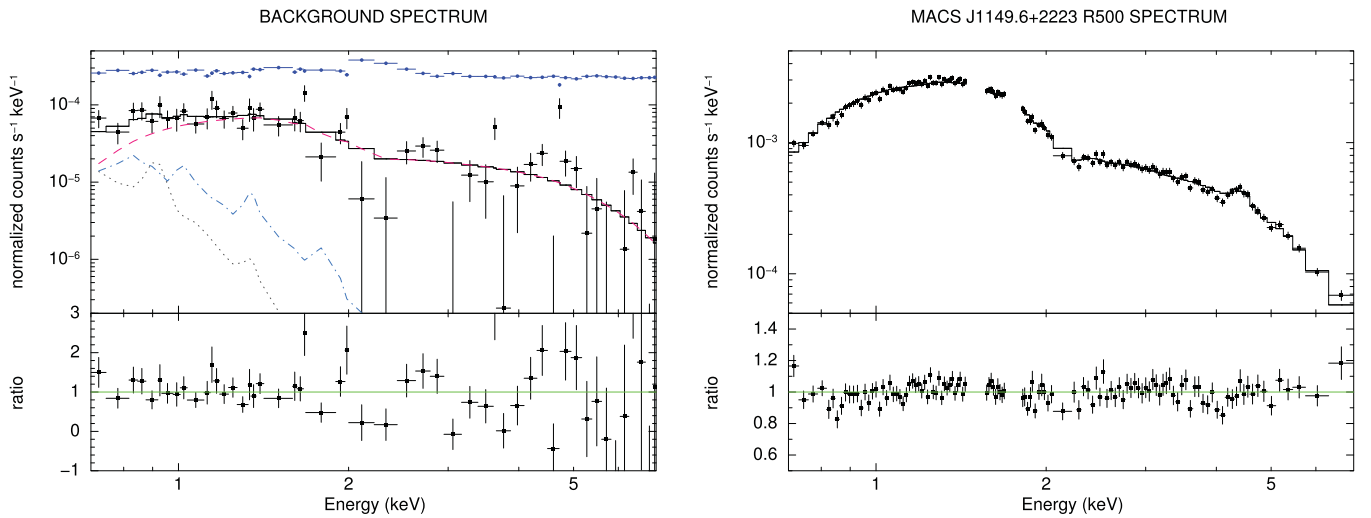 BACKGROUND SPECTRUM
normalized counts s⁻¹ keV⁻¹
10⁻⁴
10⁻⁵
10⁻⁶
3
2
1
0
−1
ratio
1
2
5
Energy (keV)
MACS J1149.6+2223 R500 SPECTRUM
normalized counts s⁻¹ keV⁻¹
10⁻³
10⁻⁴
1.4
1.2
1
0.8
0.6
ratio
1
2
5
Energy (keV)